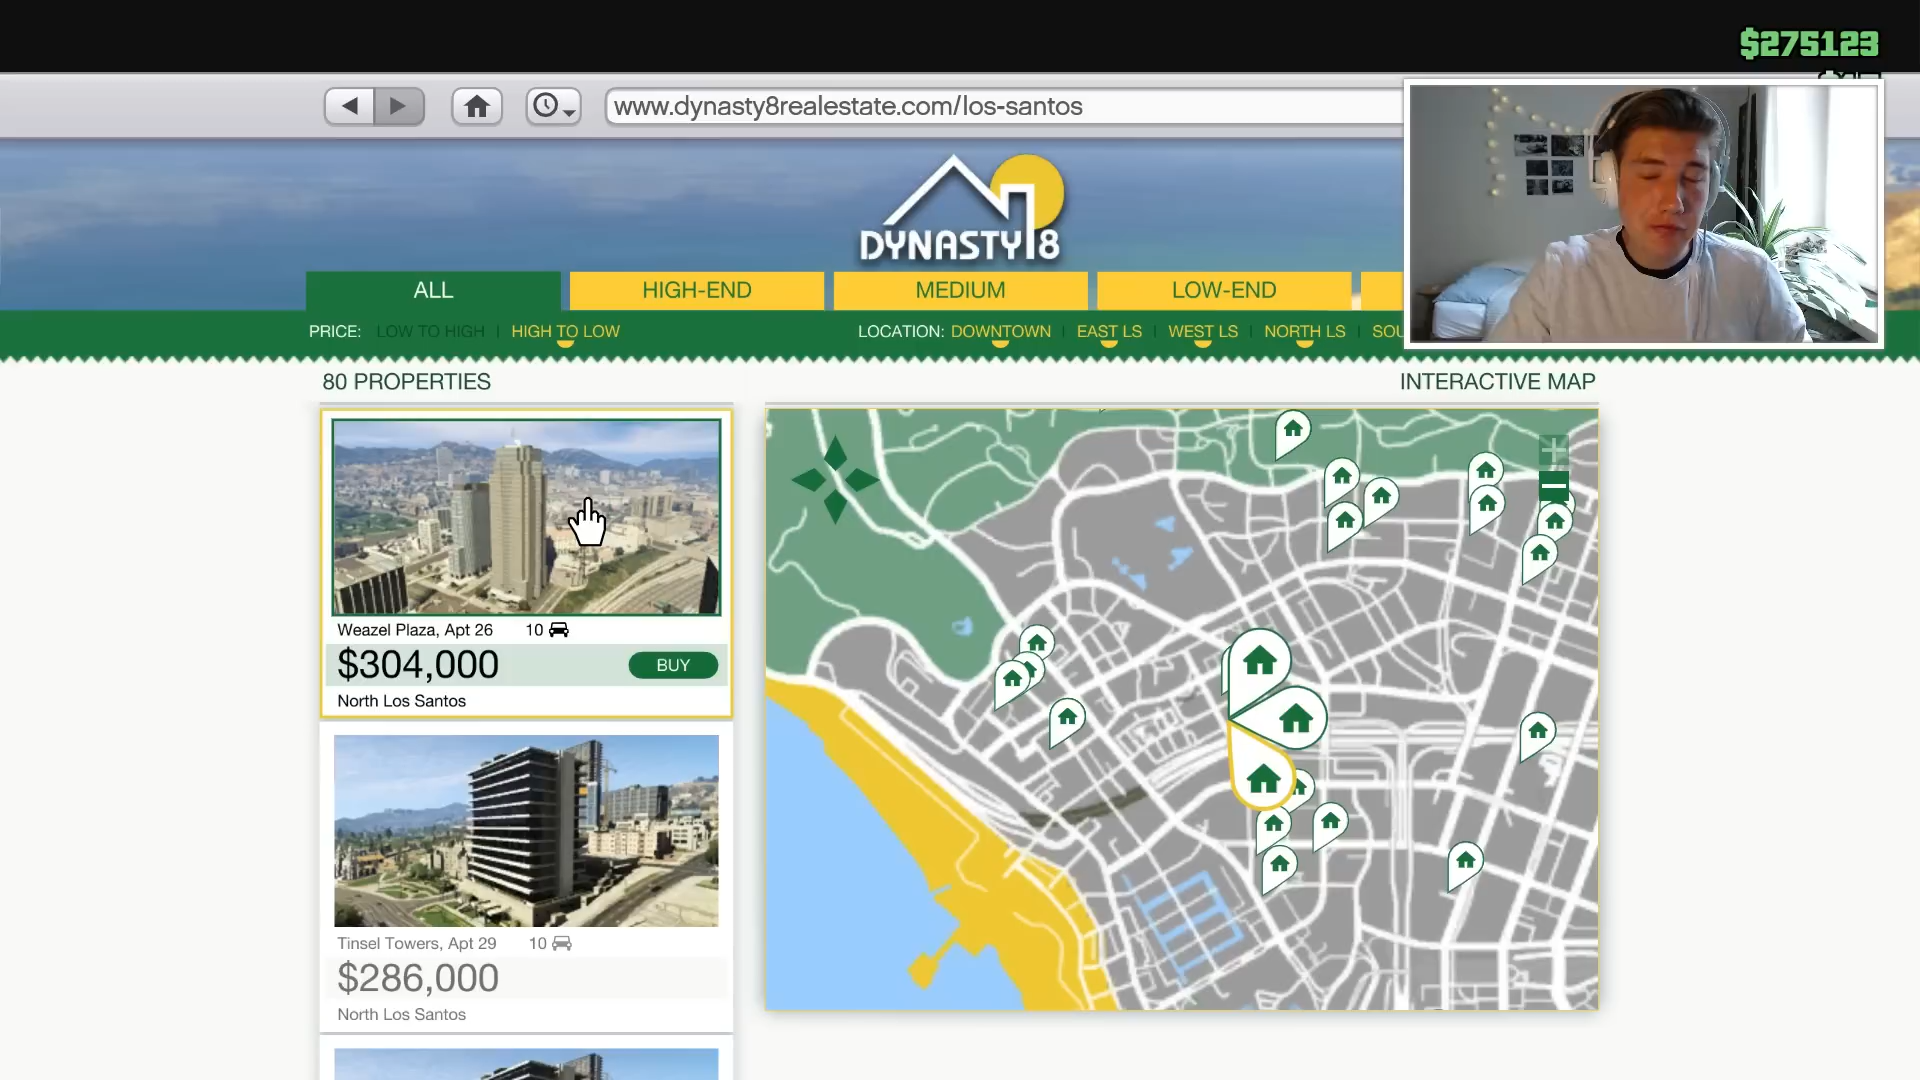 $275123
www.dynasty8realestate.com/los-santos
DYNASTY 8
ALL
HIGH-END
MEDIUM
LOW-END
PRICE: LOW TO HIGH | HIGH TO LOW
LOCATION: DOWNTOWN | EAST LS | WEST LS | NORTH LS |
80 PROPERTIES
INTERACTIVE MAP
Weazel Plaza, Apt 26 10
$304,000
BUY
North Los Santos
Tinsel Towers, Apt 29 10
$286,000
North Los Santos